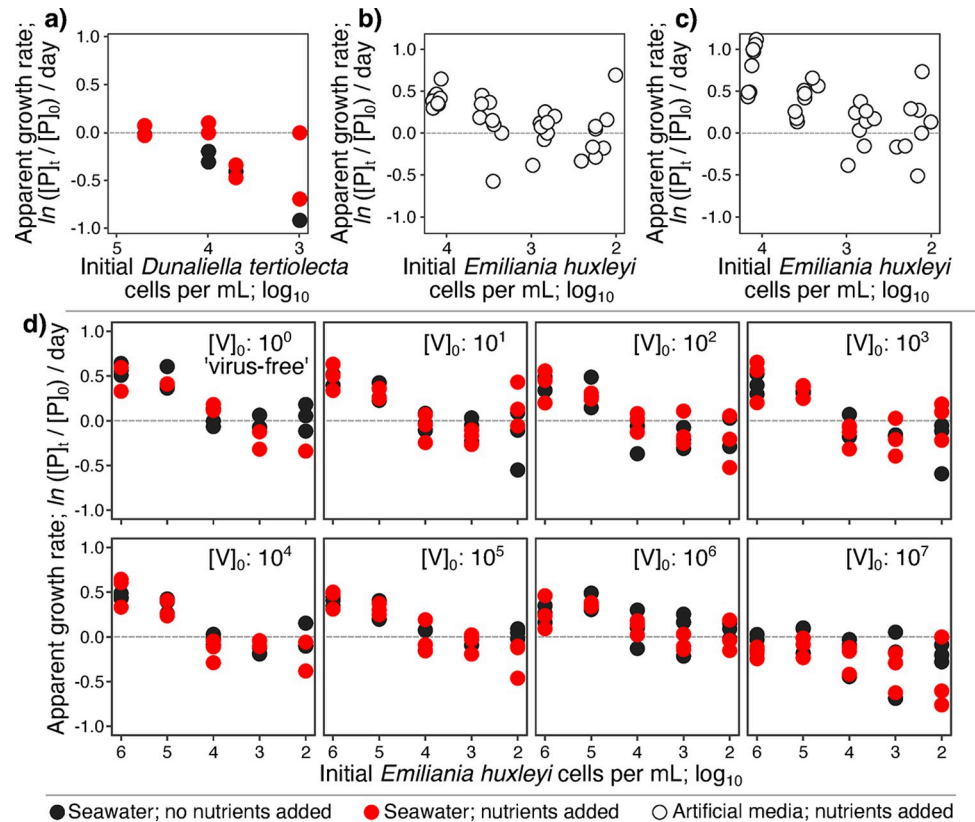 a)
Apparent growth rate;
ln ([P]t / [P]0) / day
1.0
0.5
0.0
-0.5
-1.0
5
4
3
Initial Dunaliella tertiolecta
cells per mL; log10
b)
Apparent growth rate;
ln ([P]t / [P]0) / day
1.0
0.5
0.0
-0.5
-1.0
4
3
2
Initial Emiliania huxleyi
cells per mL; log10
c)
Apparent growth rate;
ln ([P]t / [P]0) / day
1.0
0.5
0.0
-0.5
-1.0
4
3
2
Initial Emiliania huxleyi
cells per mL; log10
d)
Apparent growth rate; ln ([P]t / [P]0) / day
1.0
0.5
0.0
-0.5
-1.0
[V]0: 10^0
'virus-free'
[V]0: 10^1
[V]0: 10^2
[V]0: 10^3
1.0
0.5
0.0
-0.5
-1.0
[V]0: 10^4
[V]0: 10^5
[V]0: 10^6
[V]0: 10^7
6 5 4 3 2
6 5 4 3 2
6 5 4 3 2
6 5 4 3 2
Initial Emiliania huxleyi cells per mL; log10
Seawater; no nutrients added
Seawater; nutrients added
Artificial media; nutrients added